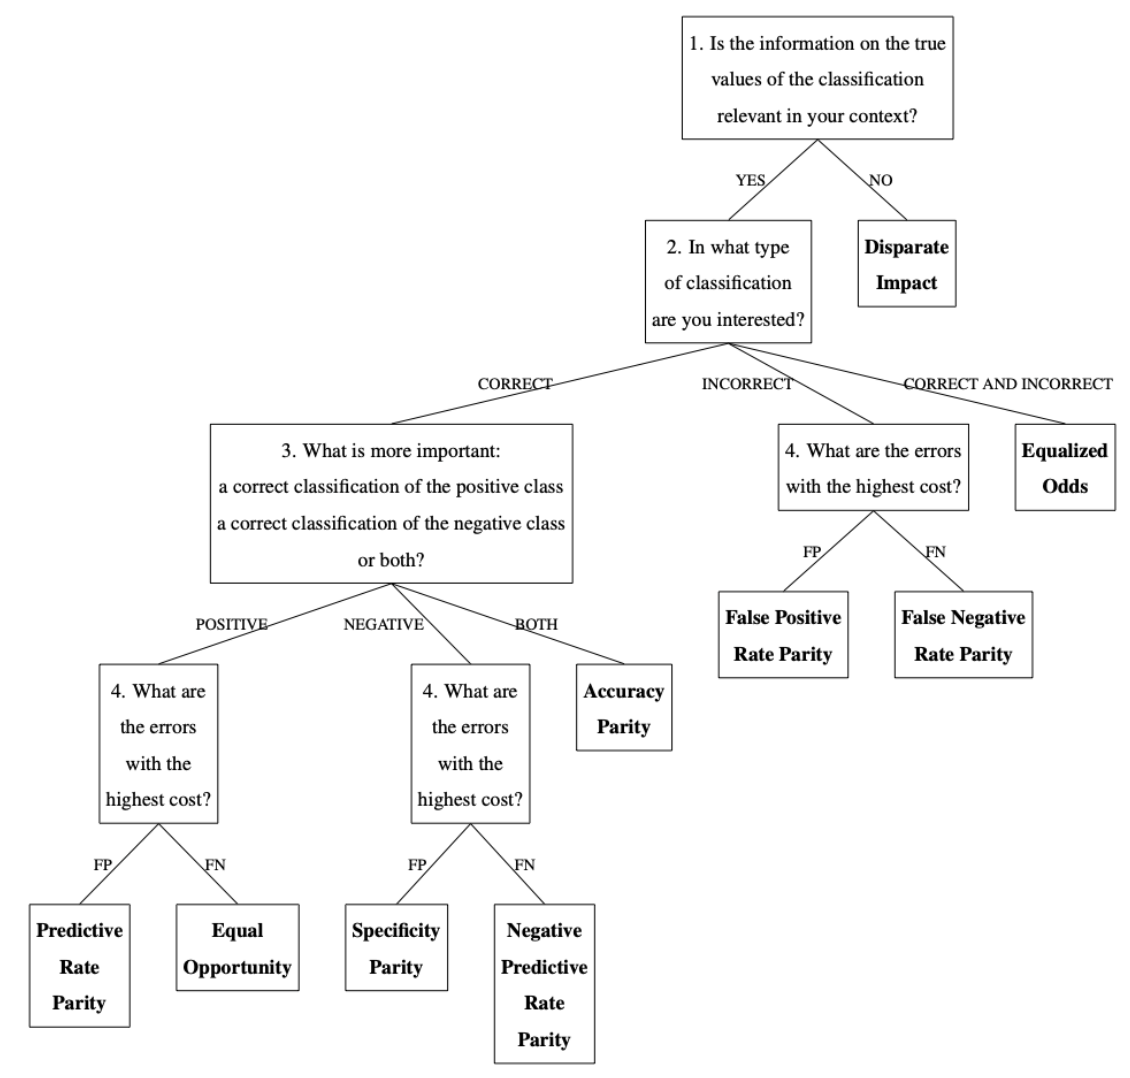 1. Is the information on the true
values of the classification
relevant in your context?
YES
NO
2. In what type
of classification
are you interested?
Disparate
Impact
CORRECT
INCORRECT
CORRECT AND INCORRECT
3. What is more important:
a correct classification of the positive class
a correct classification of the negative class
or both?
4. What are the errors
with the highest cost?
Equalized
Odds
FP
FN
False Positive
Rate Parity
False Negative
Rate Parity
POSITIVE
NEGATIVE
BOTH
4. What are
the errors
with the
highest cost?
4. What are
the errors
with the
highest cost?
Accuracy
Parity
FP
FN
FP
FN
Predictive
Rate
Parity
Equal
Opportunity
Specificity
Parity
Negative
Predictive
Rate
Parity